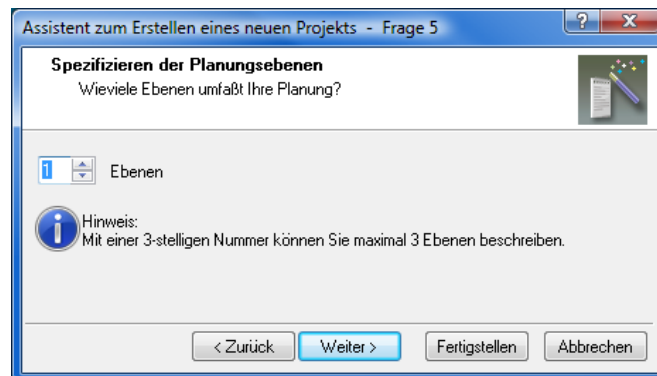 Assistent zum Erstellen eines neuen Projekts - Frage 5
?
X
Spezifizieren der Planungsebenen
Wieviele Ebenen umfaßt Ihre Planung?
1 Ebenen
Hinweis:
Mit einer 3-stelligen Nummer können Sie maximal 3 Ebenen beschreiben.
< Zurück Weiter > Fertigstellen Abbrechen